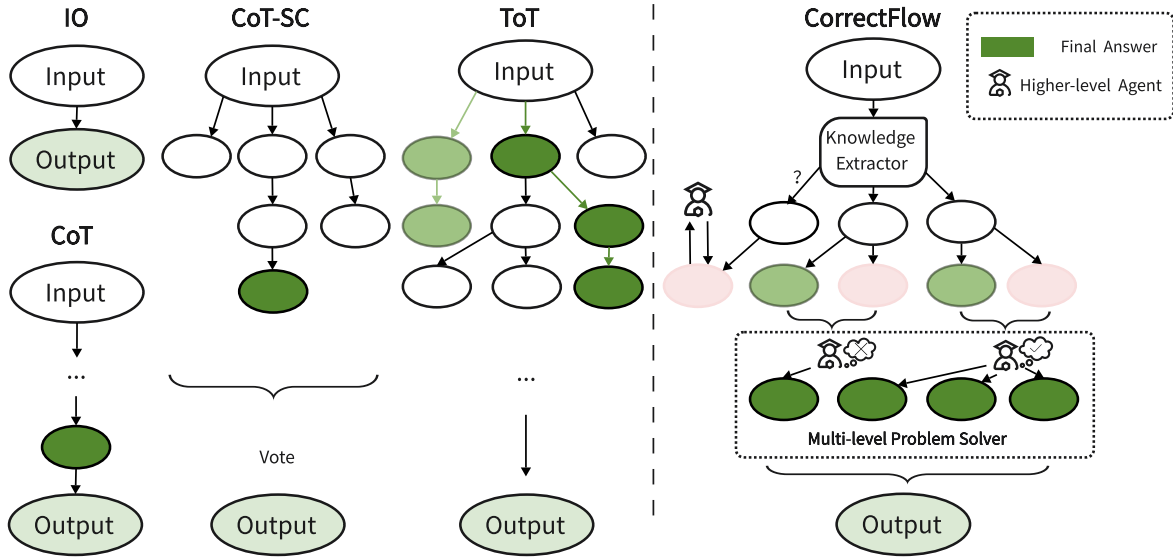 IO
Input
Output
CoT
Input
...
Output
CoT-SC
Input
Vote
Output
ToT
Input
...
Output
CorrectFlow
Input
Knowledge
Extractor
?
Multi-level Problem Solver
Output
Final Answer
Higher-level Agent